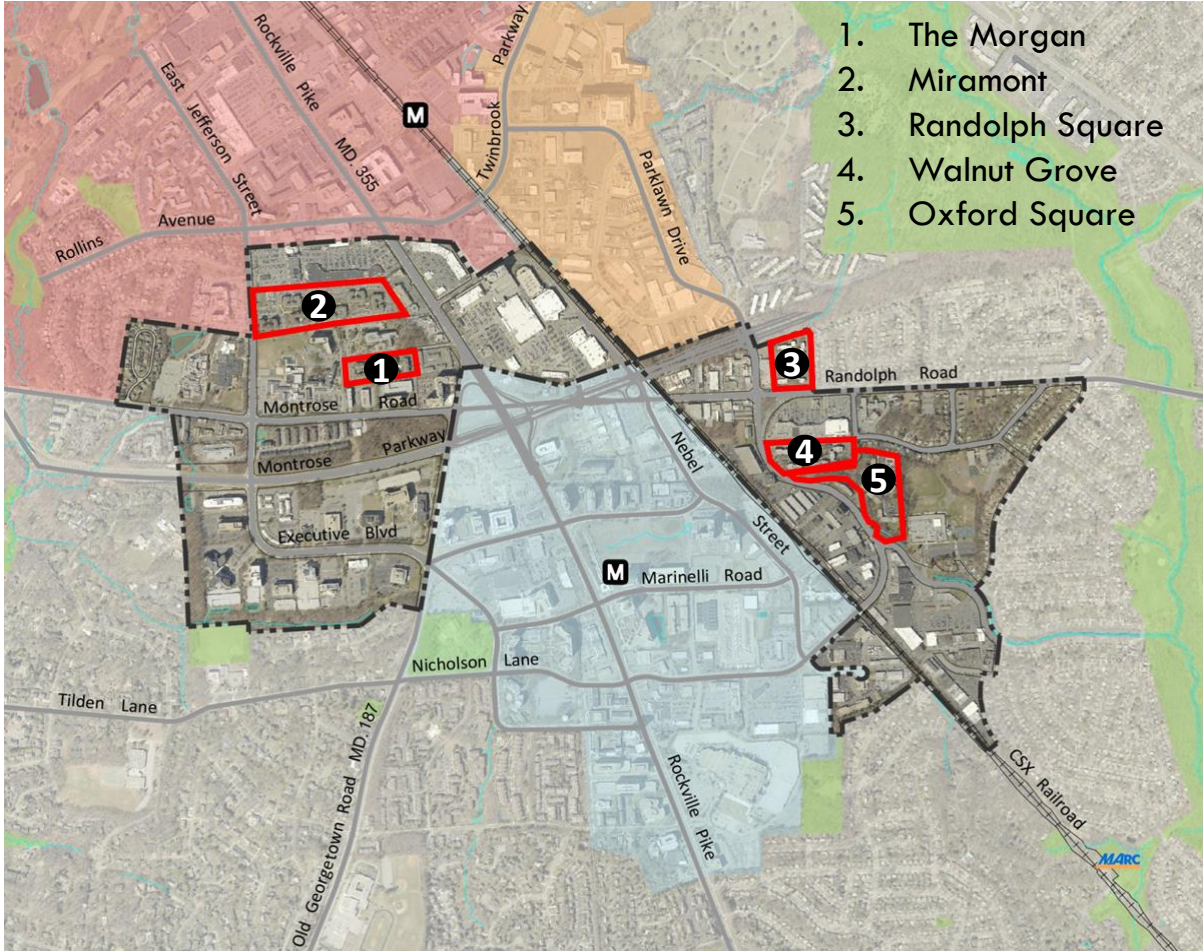 1. The Morgan
2. Miramont
3. Randolph Square
4. Walnut Grove
5. Oxford Square
Rockville Pike MD. 355
East Jefferson Street
Twinbrook Parkway
M
Parklawn Drive
Rollins Avenue
2
1
3
Randolph Road
Montrose Road
Montrose Parkway
4
5
Nebel Street
Executive Blvd
M
Marinelli Road
Nicholson Lane
Tilden Lane
Old Georgetown Road MD.187
Rockville Pike
CSX Railroad
MARC